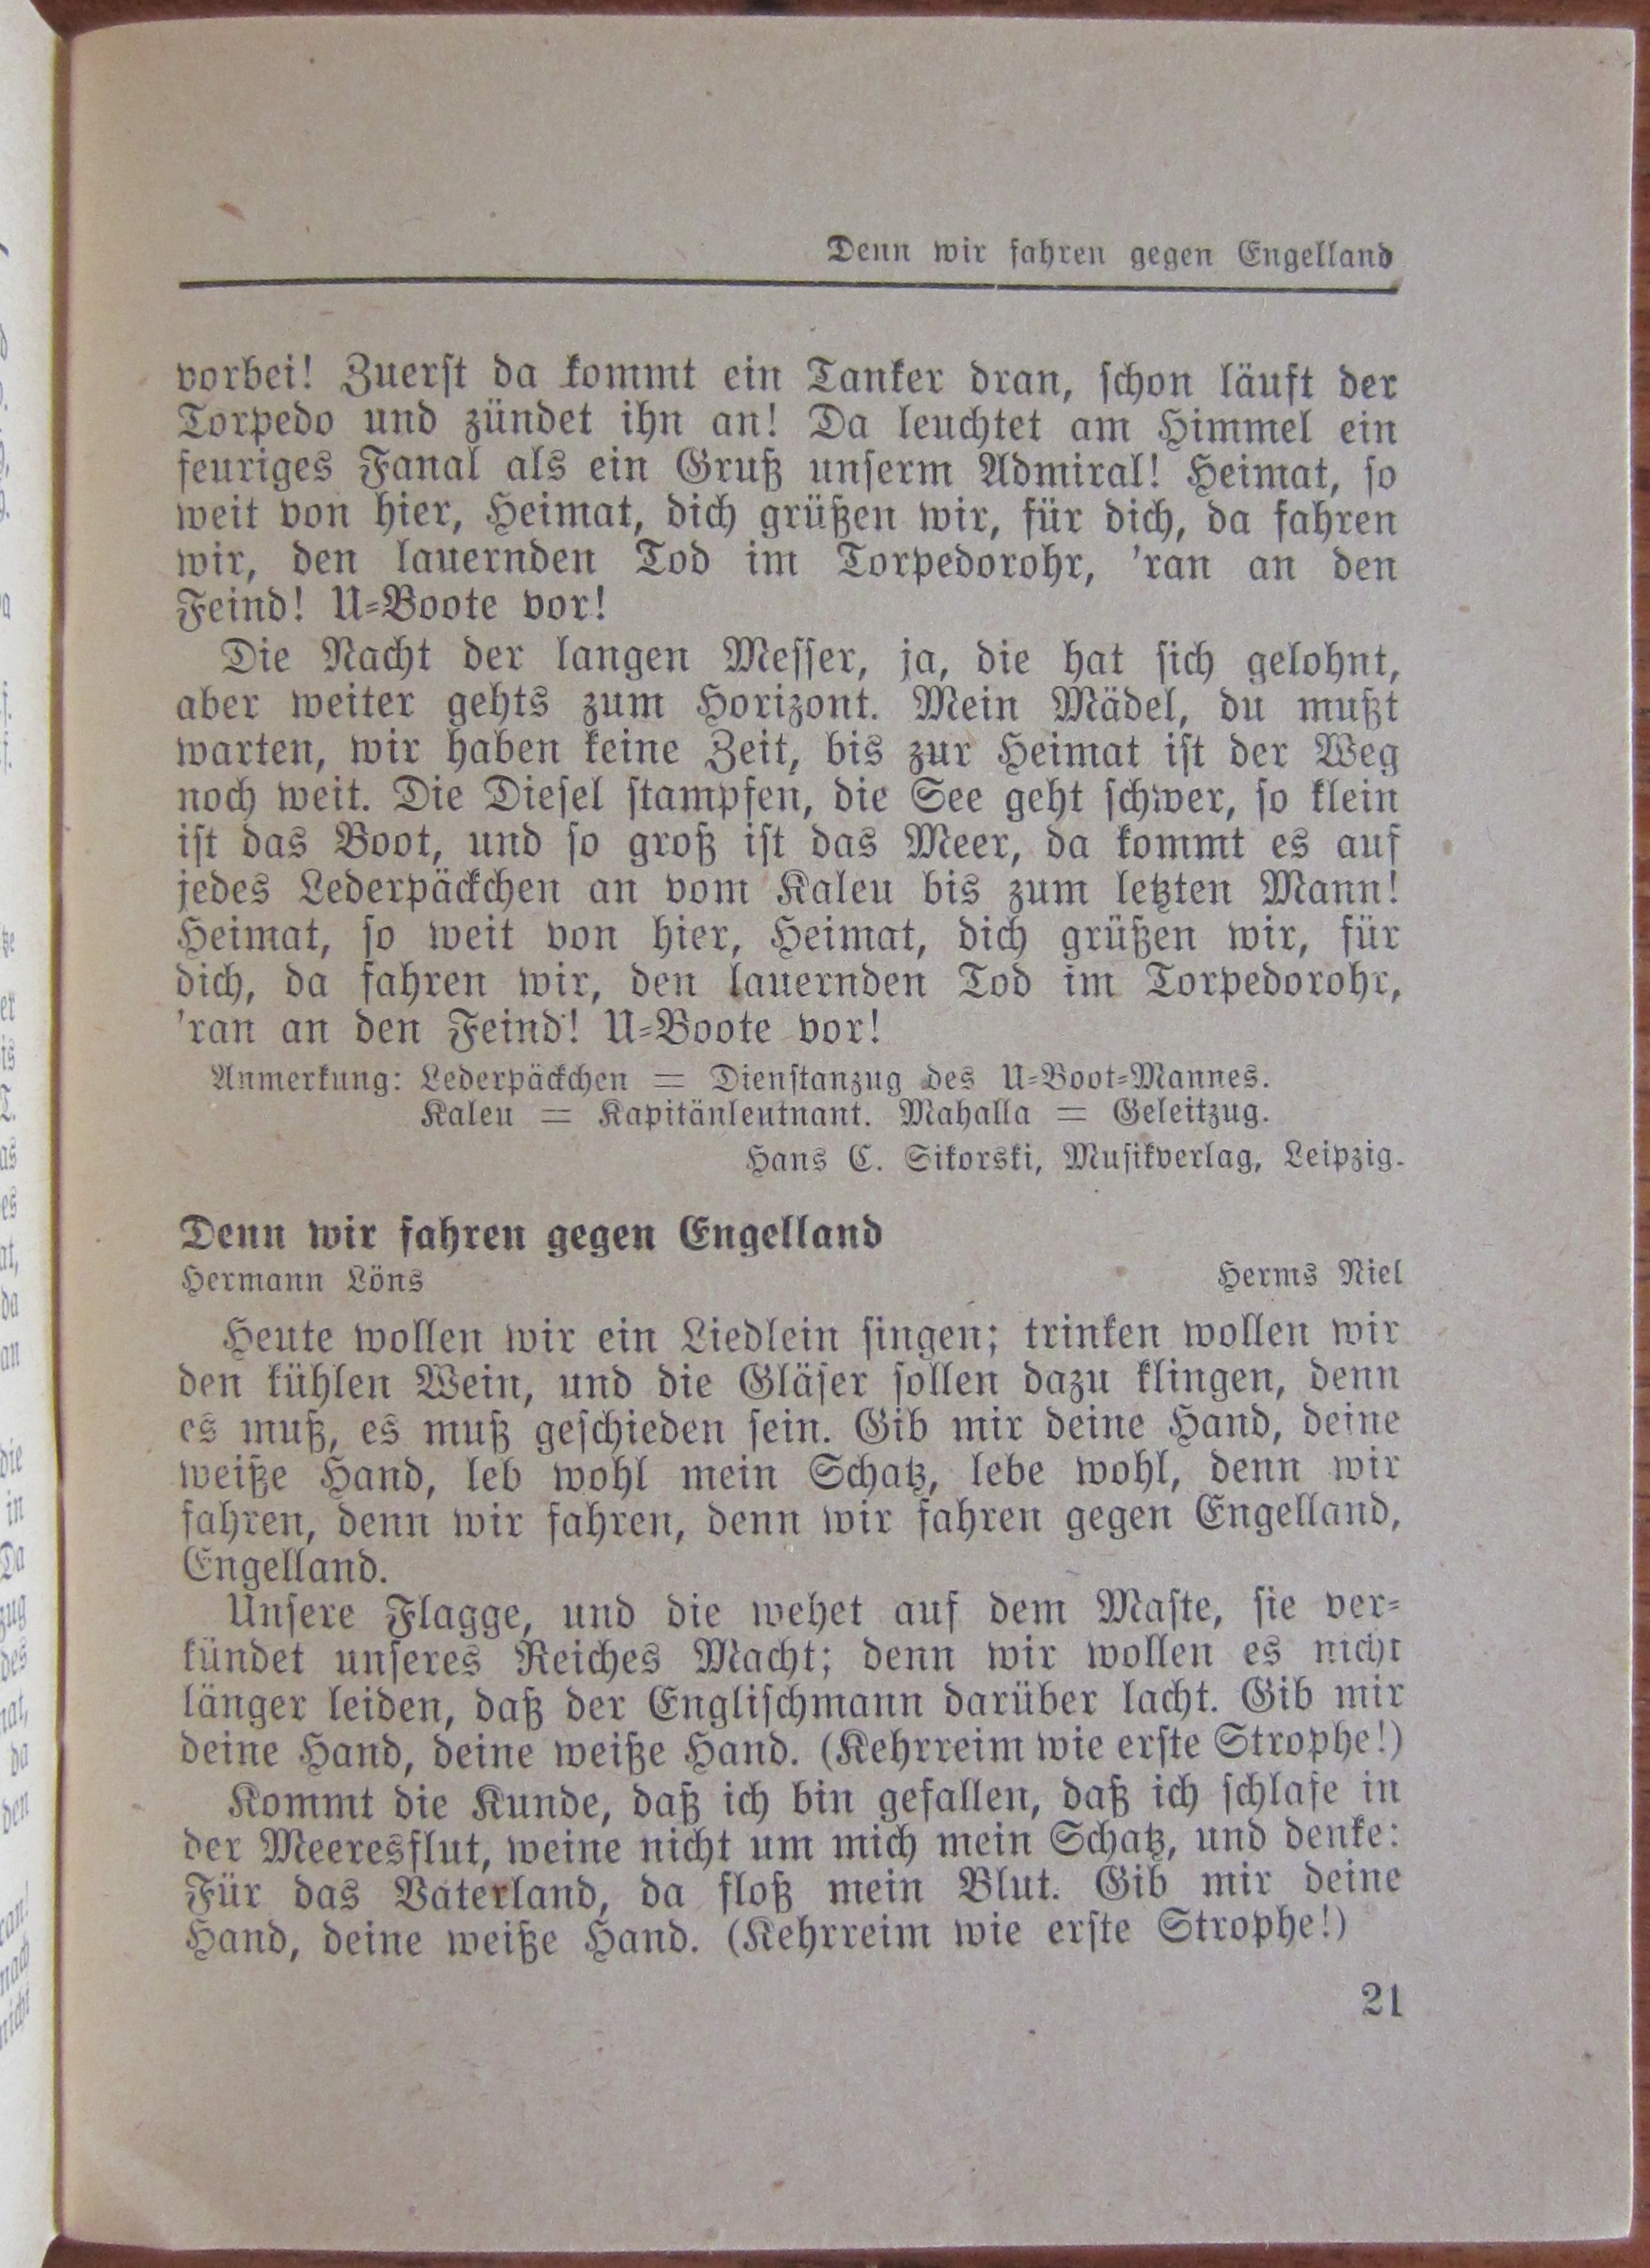 Denn wir fahren gegen Engelland
vorbei! Zuerst da kommt ein Tanker dran, schon läuft der
Torpedo und zündet ihn an! Da leuchtet am Himmel ein
feuriges Fanal als ein Gruß unserm Admiral! Heimat, so
weit von hier, Heimat, dich grüßen wir, für dich, da fahren
wir, den lauernden Tod im Torpedorohr, 'ran an den
Feind! U-Boote vor!
Die Nacht der langen Messer, ja, die hat sich gelohnt,
aber weiter gehts zum Horizont. Mein Mädel, du mußt
warten, wir haben keine Zeit, bis zur Heimat ist der Weg
noch weit. Die Diesel stampfen, die See geht schwer, so klein
ist das Boot, und so groß ist das Meer, da kommt es auf
jedes Lederpäckchen an vom Kaleu bis zum letzten Mann!
Heimat, so weit von hier, Heimat, dich grüßen wir, für
dich, da fahren wir, den lauernden Tod im Torpedorohr,
'ran an den Feind! U-Boote vor!
Anmerkung: Lederpäckchen = Dienstanzug des U-Boot-Mannes.
Kaleu = Kapitänleutnant. Mahalla = Geleitzug.
Hans C. Sikorski, Musikverlag, Leipzig.
Denn wir fahren gegen Engelland
Hermann Löns Herms Niel
Heute wollen wir ein Liedlein singen; trinken wollen wir
den kühlen Wein, und die Gläser sollen dazu klingen, denn
es muß, es muß geschieden sein. Gib mir deine Hand, deine
weiße Hand, leb wohl mein Schatz, lebe wohl, denn wir
fahren, denn wir fahren, denn wir fahren gegen Engelland,
Engelland.
Unsere Flagge, und die wehet auf dem Maste, sie ver-
kündet unseres Reiches Macht; denn wir wollen es nicht
länger leiden, daß der Englischmann darüber lacht. Gib mir
deine Hand, deine weiße Hand. (Kehrreim wie erste Strophe!)
Kommt die Kunde, daß ich bin gefallen, daß ich schlafe in
der Meeresflut, weine nicht um mich mein Schatz, und denke:
Für das Vaterland, da floß mein Blut. Gib mir deine
Hand, deine weiße Hand. (Kehrreim wie erste Strophe!)
21